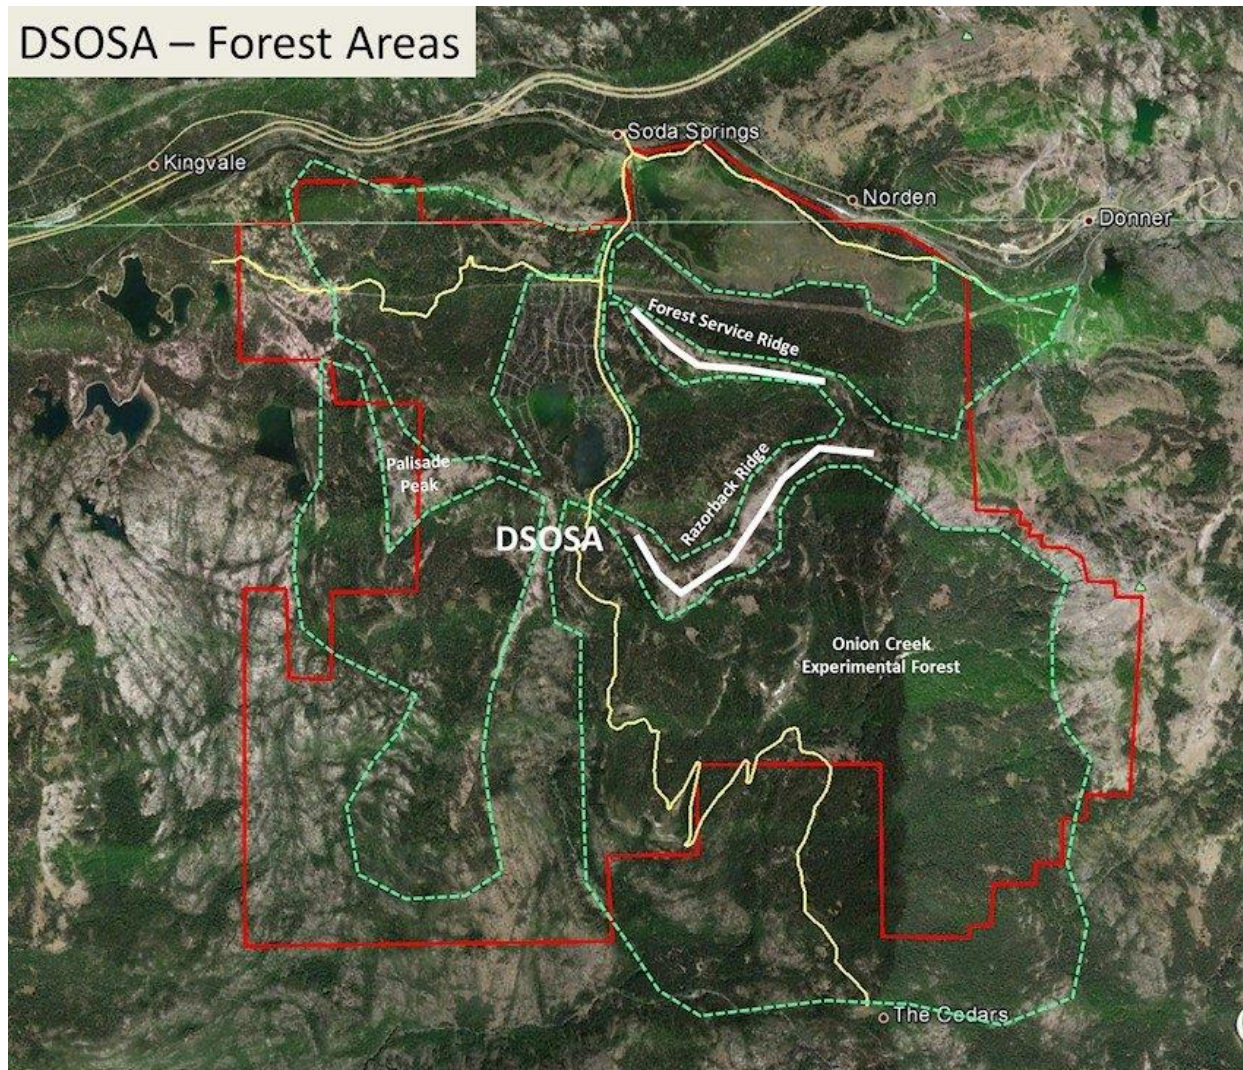 DSOSA – Forest Areas
Soda Springs
Kingvale
Norden
Donner
Forest Service Ridge
Razorback Ridge
Palisade
Peak
DSOSA
Onion Creek
Experimental Forest
The Cedars